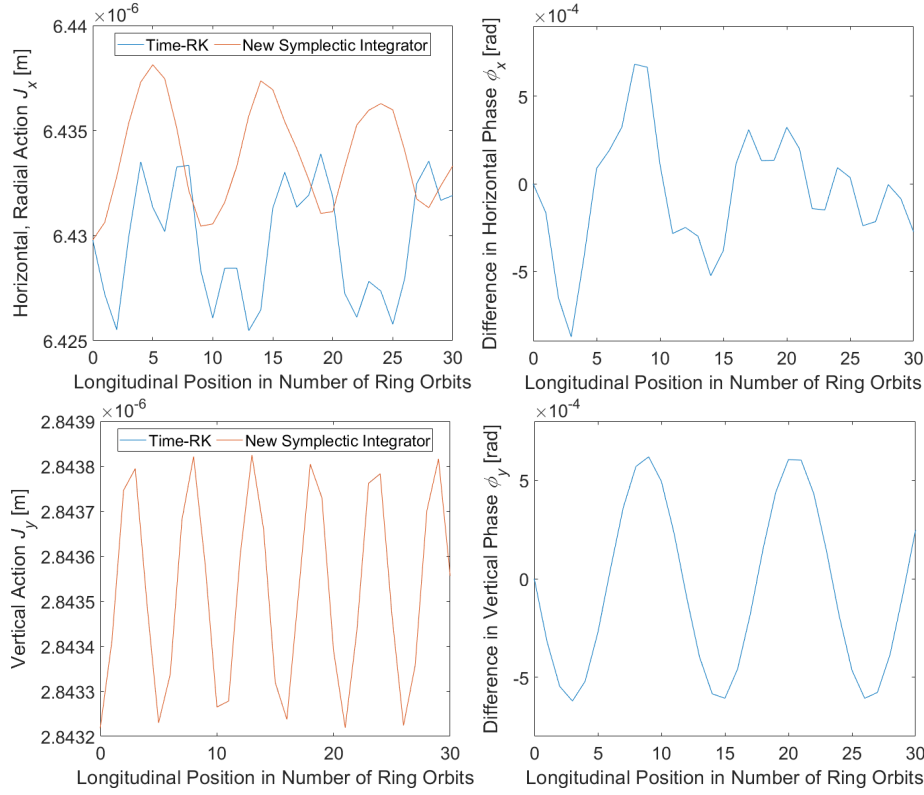 ×10⁻⁶
6.44
6.435
6.43
6.425
Horizontal, Radial Action Jx [m]
Time-RK New Symplectic Integrator
0 5 10 15 20 25 30
Longitudinal Position in Number of Ring Orbits
×10⁻⁴
5
0
-5
Difference in Horizontal Phase ϕx [rad]
0 5 10 15 20 25 30
Longitudinal Position in Number of Ring Orbits
×10⁻⁶
2.8439
2.8438
2.8437
2.8436
2.8435
2.8434
2.8433
2.8432
Vertical Action Jy [m]
Time-RK New Symplectic Integrator
0 5 10 15 20 25 30
Longitudinal Position in Number of Ring Orbits
×10⁻⁴
5
0
-5
Difference in Vertical Phase ϕy [rad]
0 5 10 15 20 25 30
Longitudinal Position in Number of Ring Orbits